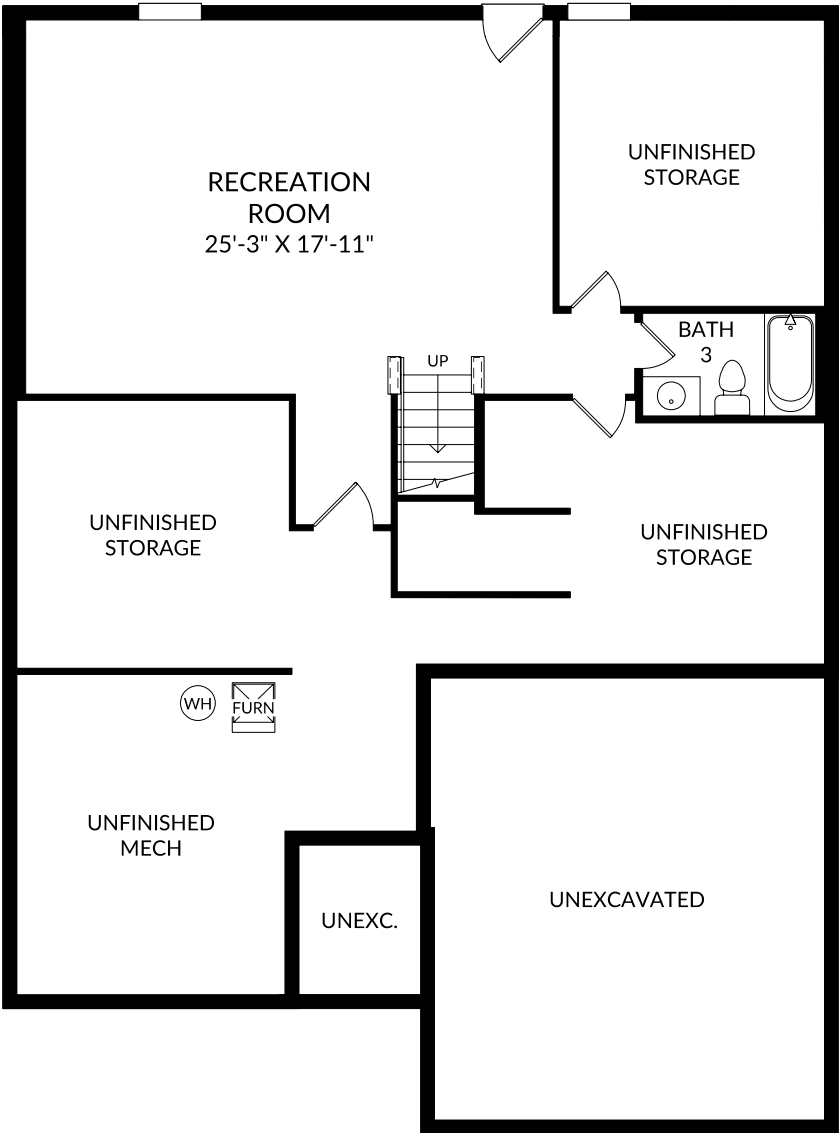 UNFINISHED
STORAGE
RECREATION
ROOM
25'-3" X 17'-11"
BATH
3
UP
UNFINISHED
STORAGE
UNFINISHED
STORAGE
WH
FURN
UNFINISHED
MECH
UNEXCAVATED
UNEXC.